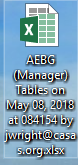 AEBG
(Manager)
Tables on
May 08, 2018
at 084154 by
jwright@casa
s.org.xlsx